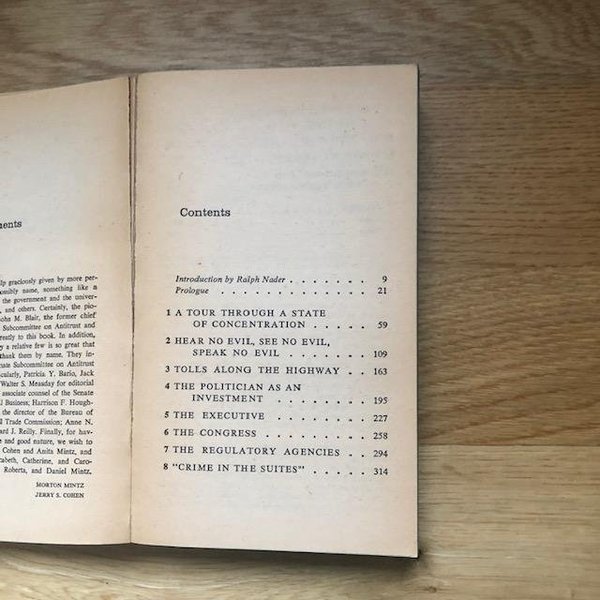 ments
lp graciously given by more per-
ossibly name, something like a
the government and the univer-
, and others. Certainly, the pio-
ohn M. Blair, the former chief
Subcommittee on Antitrust and
reatly to this book. In addition,
y a relative few is so great that
thank them by name. They in-
ate Subcommittee on Antitrust
icularly, Patricia Y. Bario, Jack
Walter S. Measday for editorial
associate counsel of the Senate
l Business; Harrison F. Hough-
the director of the Bureau of
l Trade Commission; Anne N.
ard J. Reilly. Finally, for hav-
e and good nature, we wish to
Cohen and Anita Mintz, and
zabeth, Catherine, and Caro-
Roberta, and Daniel Mintz.
MORTON MINTZ
JERRY S. COHEN
Contents
Introduction by Ralph Nader . . . . . . . 9
Prologue . . . . . . . . . . . . . 21
1 A TOUR THROUGH A STATE
OF CONCENTRATION . . . . . 59
2 HEAR NO EVIL, SEE NO EVIL,
SPEAK NO EVIL . . . . . . . 109
3 TOLLS ALONG THE HIGHWAY . . 163
4 THE POLITICIAN AS AN
INVESTMENT . . . . . . . 195
5 THE EXECUTIVE . . . . . . . 227
6 THE CONGRESS . . . . . . . 258
7 THE REGULATORY AGENCIES . . 294
8 "CRIME IN THE SUITES" . . . . . 314